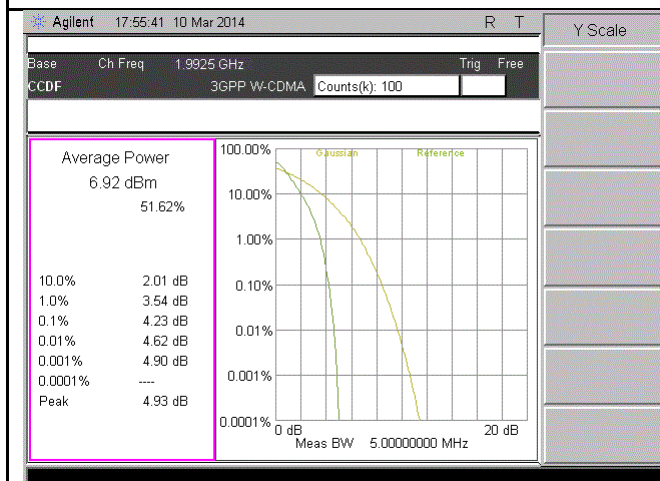 Agilent 17:55:41 10 Mar 2014 R T
Y Scale
Base Ch Freq 1.9925 GHz Trig Free
CCDF 3GPP W-CDMA Counts(k): 100
Average Power
6.92 dBm
51.62%
10.0% 2.01 dB
1.0% 3.54 dB
0.1% 4.23 dB
0.01% 4.62 dB
0.001% 4.90 dB
0.0001% ----
Peak 4.93 dB
Gaussian Reference
100.00%
10.00%
1.00%
0.10%
0.01%
0.001%
0.0001%
0 dB 20 dB
Meas BW 5.00000000 MHz